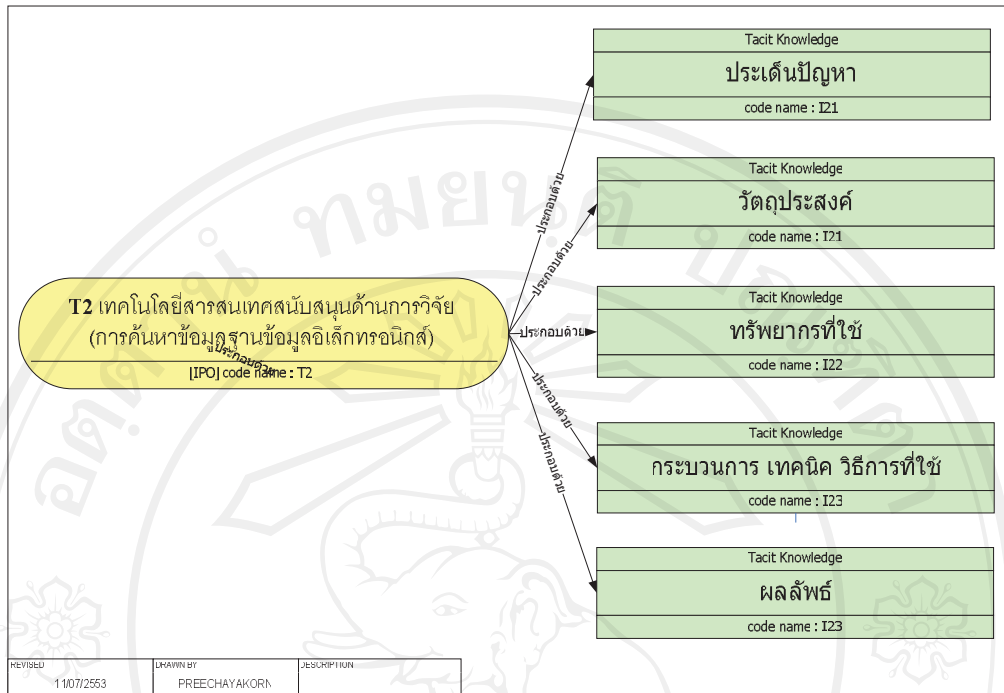 Tacit Knowledge
ประเด็นปัญหา
code name : I21
Tacit Knowledge
วัตถุประสงค์
code name : I21
Tacit Knowledge
ทรัพยากรที่ใช้
code name : I22
Tacit Knowledge
กระบวนการ เทคนิค วิธีการที่ใช้
code name : I23
Tacit Knowledge
ผลลัพธ์
code name : I23
T2 เทคโนโลยีสารสนเทศสนับสนุนด้านการวิจัย
(การค้นหาข้อมูลฐานข้อมูลอิเล็กทรอนิกส์)
ประกอบด้วย
[IPO] code name : T2
ประกอบด้วย
ประกอบด้วย
ประกอบด้วย
ประกอบด้วย
ประกอบด้วย
REVISED
11/07/2553
DRAWN BY
PREECHAYAKORN
DESCRIPTION